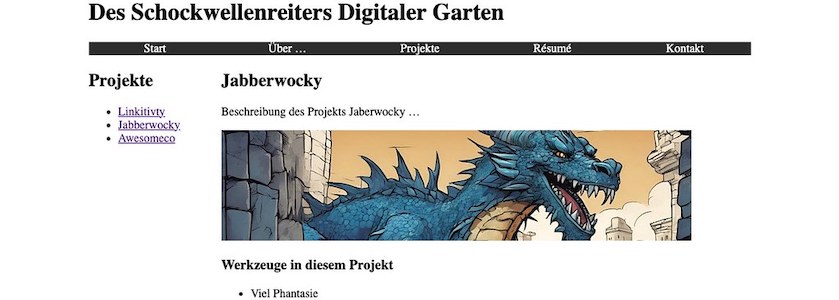 Des Schockwellenreiters Digitaler Garten
Start Über … Projekte Résumé Kontakt
Projekte
Linkitivty
Jabberwocky
Awesomeco
Jabberwocky
Beschreibung des Projekts Jaberwocky …
Werkzeuge in diesem Projekt
Viel Phantasie